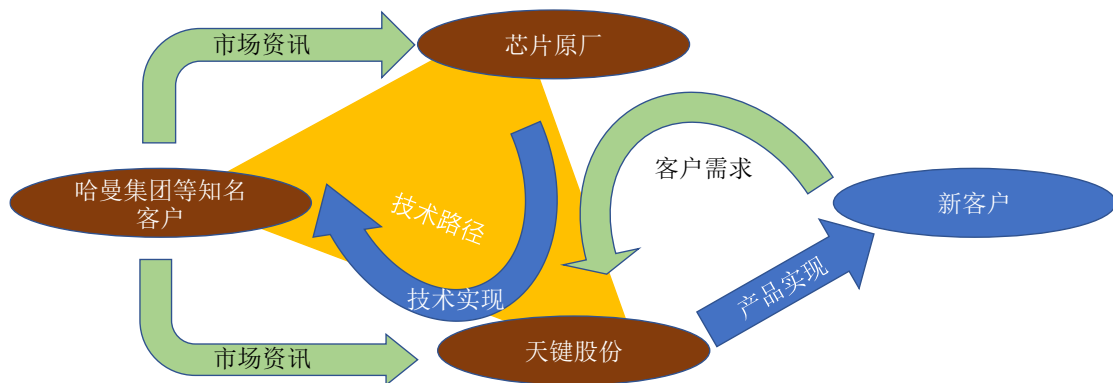 市场资讯
芯片原厂
客户需求
哈曼集团等知名
客户
技术路径
新客户
技术实现
产品实现
市场资讯
天键股份